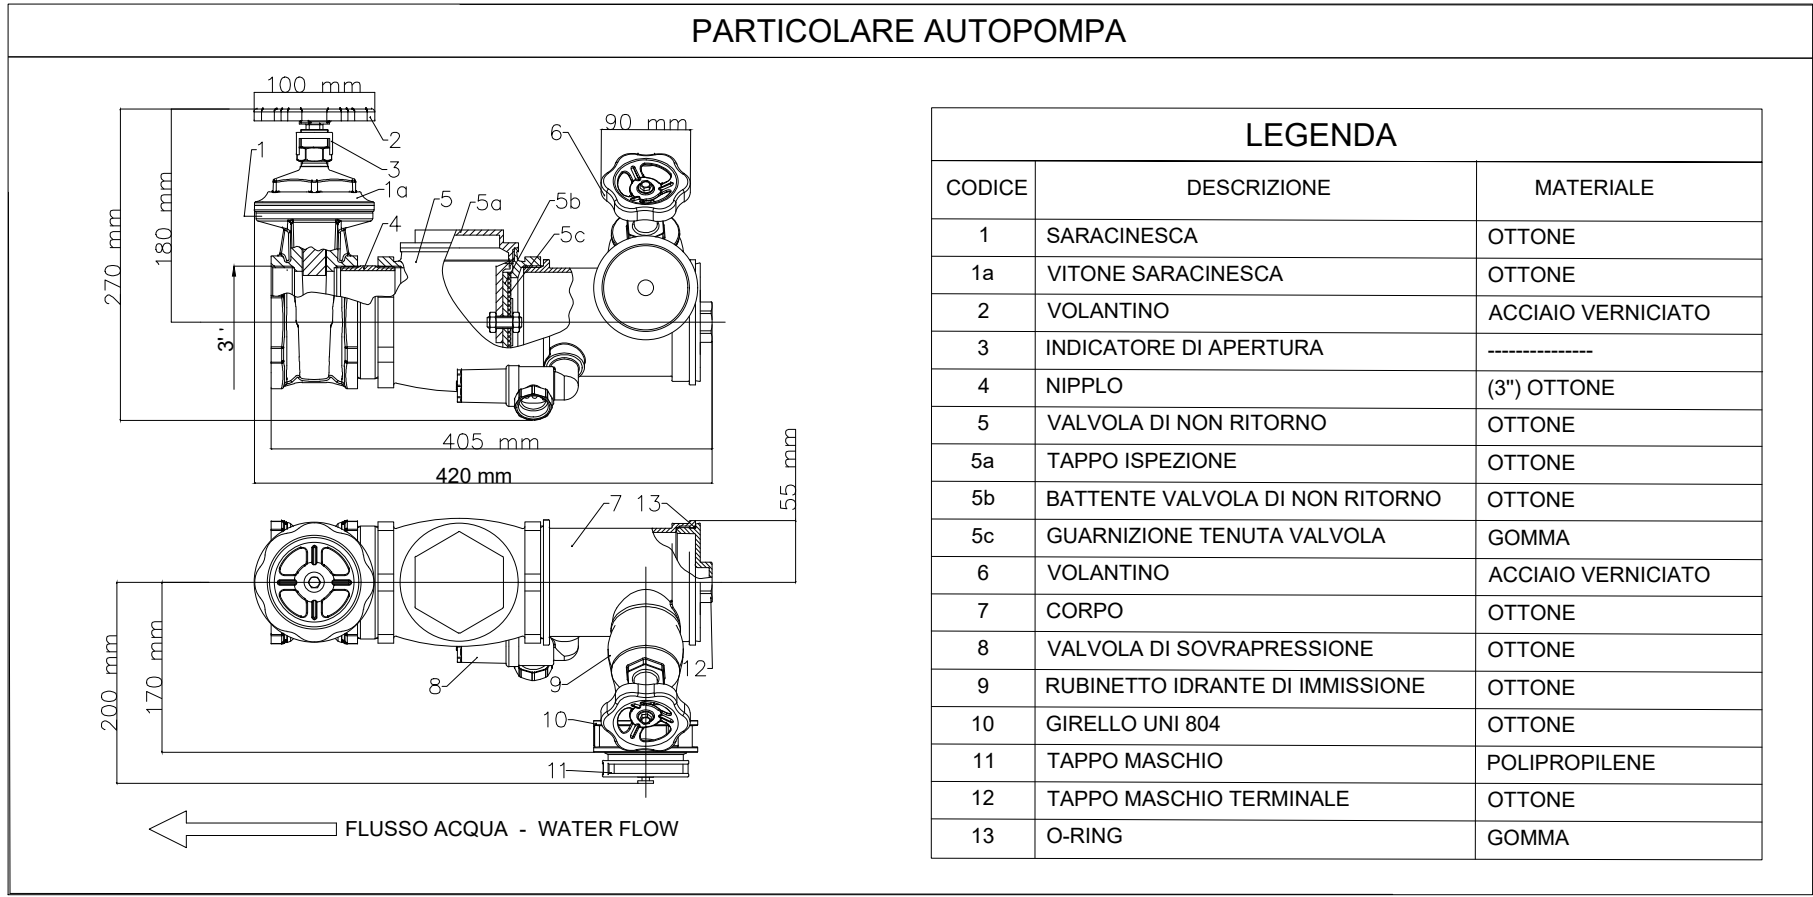 PARTICOLARE AUTOPOMPA
100 mm
90 mm
6
2
1
3
1a
5
5a
5b
4
5c
180 mm
270 mm
3''
405 mm
420 mm
55 mm
7
13
200 mm
170 mm
8
9
12
10
11
FLUSSO ACQUA - WATER FLOW
LEGENDA
CODICE DESCRIZIONE MATERIALE
1 SARACINESCA OTTONE
1a VITONE SARACINESCA OTTONE
2 VOLANTINO ACCIAIO VERNICIATO
3 INDICATORE DI APERTURA ---------------
4 NIPPLO (3") OTTONE
5 VALVOLA DI NON RITORNO OTTONE
5a TAPPO ISPEZIONE OTTONE
5b BATTENTE VALVOLA DI NON RITORNO OTTONE
5c GUARNIZIONE TENUTA VALVOLA GOMMA
6 VOLANTINO ACCIAIO VERNICIATO
7 CORPO OTTONE
8 VALVOLA DI SOVRAPRESSIONE OTTONE
9 RUBINETTO IDRANTE DI IMMISSIONE OTTONE
10 GIRELLO UNI 804 OTTONE
11 TAPPO MASCHIO POLIPROPILENE
12 TAPPO MASCHIO TERMINALE OTTONE
13 O-RING GOMMA